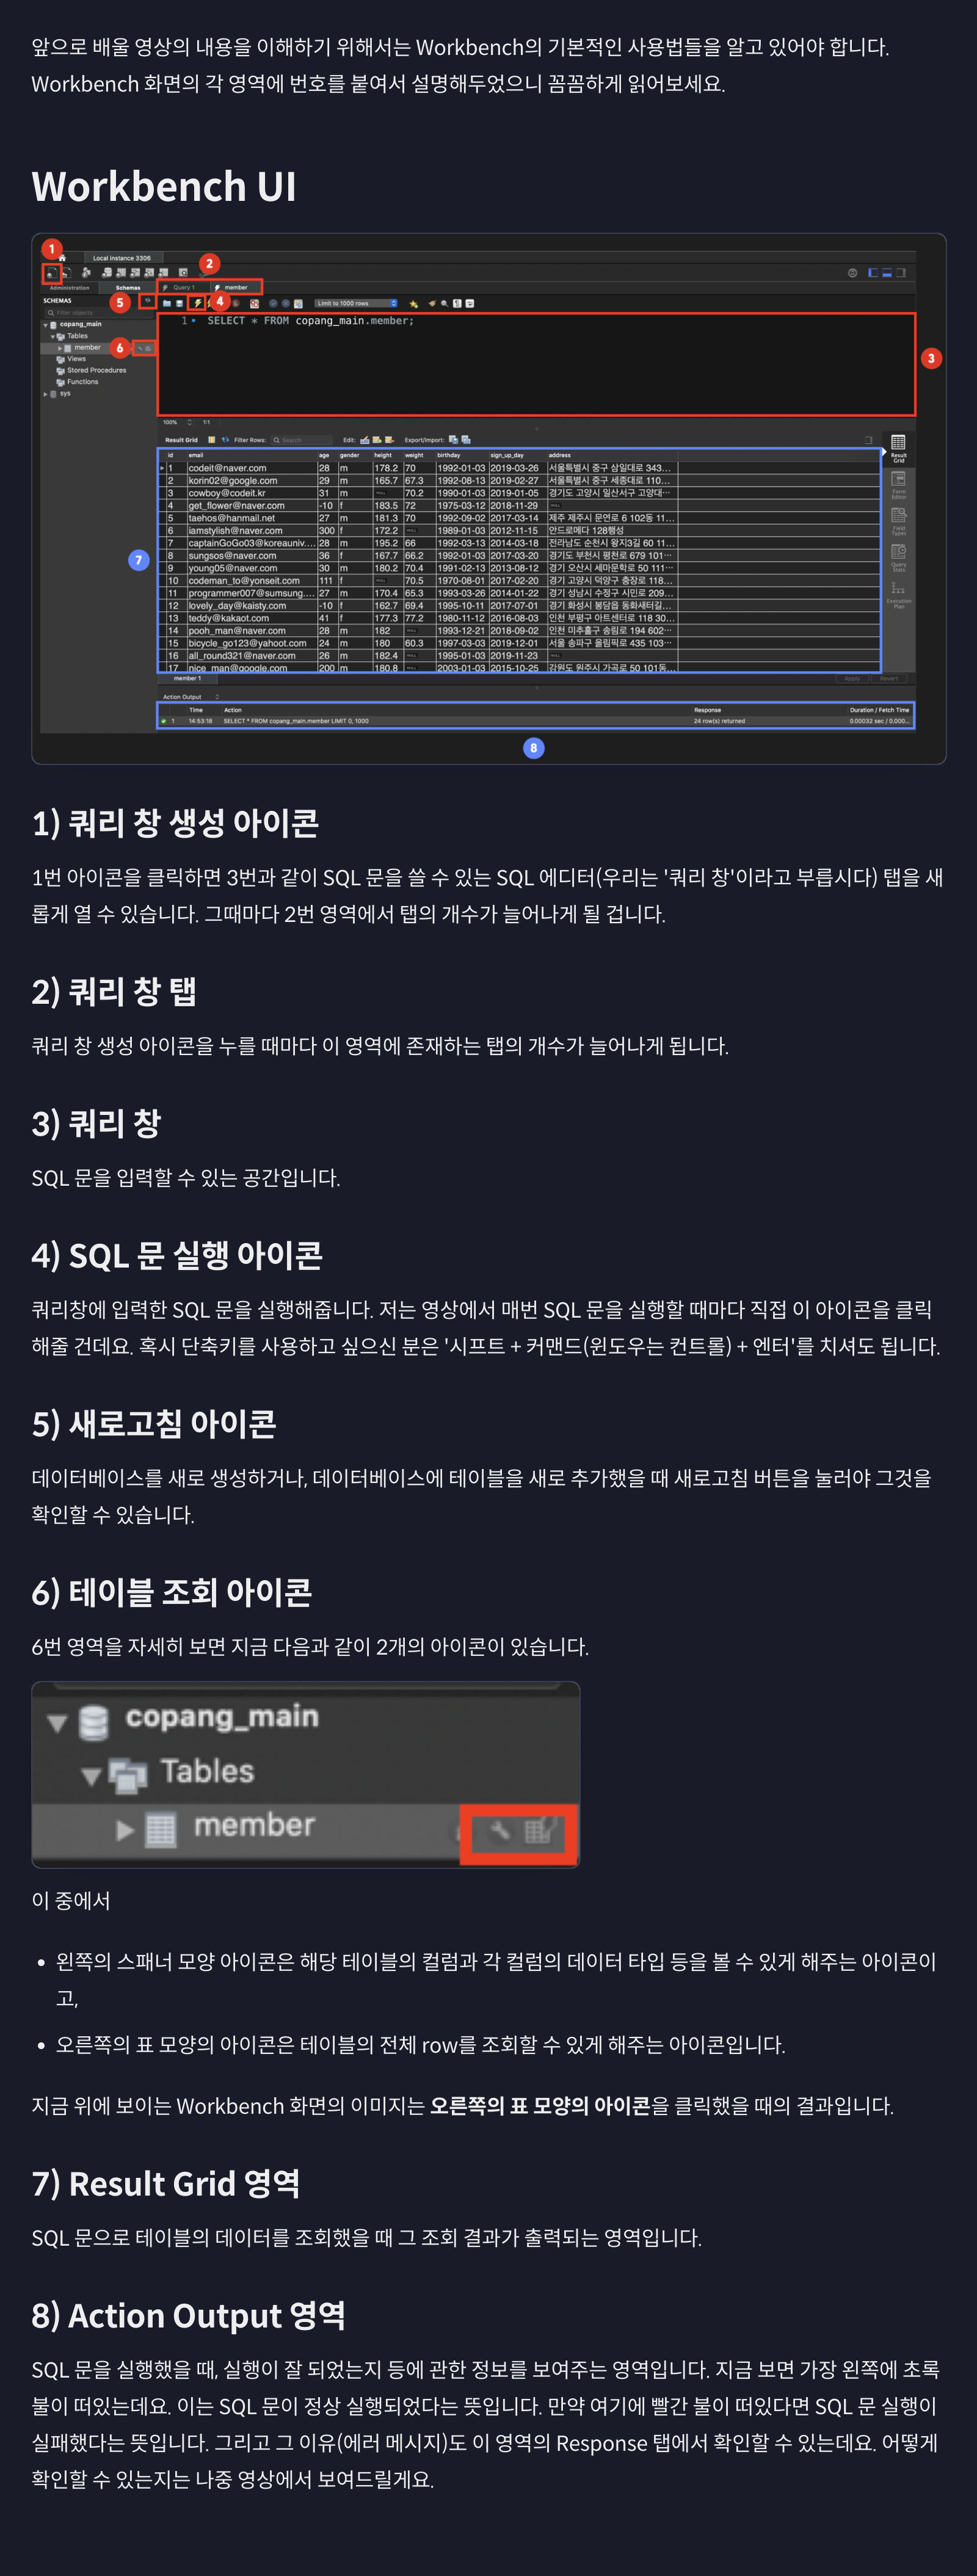 앞으로 배울 영상의 내용을 이해하기 위해서는 Workbench의 기본적인 사용법들을 알고 있어야 합니다.
Workbench 화면의 각 영역에 번호를 붙여서 설명해두었으니 꼼꼼하게 읽어보세요.
Workbench UI
1
Local instance 3306
2
Administration Schemas Query 1 member
SCHEMAS 5 4 Limit to 1000 rows
Filter objects
copang_main 1 SELECT * FROM copang_main.member;
Tables
member 6
3
Views
Stored Procedures
Functions
sys
100% 1:1
Result Grid Filter Rows: Search Edit: Export/Import:
Result Grid
Form Editor
Field Types
Query Stats
Execution Plan
id email age gender height weight birthday sign_up_day address
1 codeit@naver.com 28 m 178.2 70 1992-01-03 2019-03-26 서울특별시 중구 삼일대로 343...
2 korin02@google.com 29 m 165.7 67.3 1992-08-13 2019-02-27 서울특별시 중구 세종대로 110...
3 cowboy@codeit.kr 31 m NULL 70.2 1990-01-03 2019-01-05 경기도 고양시 일산서구 고양대...
4 get_flower@naver.com -10 f 183.5 72 1975-03-12 2018-11-29 NULL
5 taehos@hanmail.net 27 m 181.3 70 1992-09-02 2017-03-14 제주 제주시 문연로 6 102동 11...
6 iamstylish@naver.com 300 f 172.2 NULL 1989-01-03 2012-11-15 안드로메다 128행성
7 captainGoGo03@koreauniv.... 28 m 195.2 66 1992-03-13 2014-03-18 전라남도 순천시 왕지3길 60 11...
8 sungsos@naver.com 36 f 167.7 66.2 1992-01-03 2017-03-20 경기도 부천시 평천로 679 101...
9 young05@naver.com 30 m 180.2 70.4 1991-02-13 2013-08-12 경기 오산시 세마문학로 50 111...
10 codeman_to@yonseit.com 111 f NULL 70.5 1970-08-01 2017-02-20 경기 고양시 덕양구 충장로 118...
11 programmer007@sumsung.... 27 m 170.4 65.3 1993-03-26 2014-01-22 경기 성남시 수정구 시민로 209...
12 lovely_day@kaisty.com -10 f 162.7 69.4 1995-10-11 2017-07-01 경기 화성시 봉담읍 동화새터길...
13 teddy@kakaot.com 41 f 177.3 77.2 1980-11-12 2016-08-03 인천 부평구 아트센터로 118 30...
14 pooh_man@naver.com 28 m 182 NULL 1993-12-21 2018-09-02 인천 미추홀구 송림로 194 602...
15 bicycle_go123@yahoot.com 24 m 180 60.3 1997-03-03 2019-12-01 서울 송파구 올림픽로 435 103...
16 all_round321@naver.com 26 m 182.4 NULL 1995-01-03 2019-11-23 NULL
17 nice_man@google.com 200 m 180.8 NULL 2003-01-03 2015-10-25 강원도 원주시 가곡로 50 101동...
7
member 1 Apply Revert
Action Output
Time Action Response Duration / Fetch Time
1 14:53:18 SELECT * FROM copang_main.member LIMIT 0, 1000 24 row(s) returned 0.00032 sec / 0.000...
8
1) 쿼리 창 생성 아이콘
1번 아이콘을 클릭하면 3번과 같이 SQL 문을 쓸 수 있는 SQL 에디터(우리는 '쿼리 창'이라고 부릅시다) 탭을 새
롭게 열 수 있습니다. 그때마다 2번 영역에서 탭의 개수가 늘어나게 될 겁니다.
2) 쿼리 창 탭
쿼리 창 생성 아이콘을 누를 때마다 이 영역에 존재하는 탭의 개수가 늘어나게 됩니다.
3) 쿼리 창
SQL 문을 입력할 수 있는 공간입니다.
4) SQL 문 실행 아이콘
쿼리창에 입력한 SQL 문을 실행해줍니다. 저는 영상에서 매번 SQL 문을 실행할 때마다 직접 이 아이콘을 클릭
해줄 건데요. 혹시 단축키를 사용하고 싶으신 분은 '시프트 + 커맨드(윈도우는 컨트롤) + 엔터'를 치셔도 됩니다.
5) 새로고침 아이콘
데이터베이스를 새로 생성하거나, 데이터베이스에 테이블을 새로 추가했을 때 새로고침 버튼을 눌러야 그것을
확인할 수 있습니다.
6) 테이블 조회 아이콘
6번 영역을 자세히 보면 지금 다음과 같이 2개의 아이콘이 있습니다.
copang_main
Tables
member
이 중에서
• 왼쪽의 스패너 모양 아이콘은 해당 테이블의 컬럼과 각 컬럼의 데이터 타입 등을 볼 수 있게 해주는 아이콘이
고,
• 오른쪽의 표 모양의 아이콘은 테이블의 전체 row를 조회할 수 있게 해주는 아이콘입니다.
지금 위에 보이는 Workbench 화면의 이미지는 오른쪽의 표 모양의 아이콘을 클릭했을 때의 결과입니다.
7) Result Grid 영역
SQL 문으로 테이블의 데이터를 조회했을 때 그 조회 결과가 출력되는 영역입니다.
8) Action Output 영역
SQL 문을 실행했을 때, 실행이 잘 되었는지 등에 관한 정보를 보여주는 영역입니다. 지금 보면 가장 왼쪽에 초록
불이 떠있는데요. 이는 SQL 문이 정상 실행되었다는 뜻입니다. 만약 여기에 빨간 불이 떠있다면 SQL 문 실행이
실패했다는 뜻입니다. 그리고 그 이유(에러 메시지)도 이 영역의 Response 탭에서 확인할 수 있는데요. 어떻게
확인할 수 있는지는 나중 영상에서 보여드릴게요.